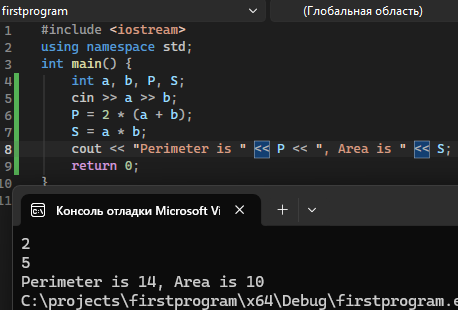 firstprogram
(Глобальная область)
1 #include <iostream>
2 using namespace std;
3 int main() {
4 int a, b, P, S;
5 cin >> a >> b;
6 P = 2 * (a + b);
7 S = a * b;
8 cout << "Perimeter is " << P << ", Area is " << S;
9 return 0;
10 }
11
Консоль отладки Microsoft Vi
2
5
Perimeter is 14, Area is 10
C:\projects\firstprogram\x64\Debug\firstprogram.e